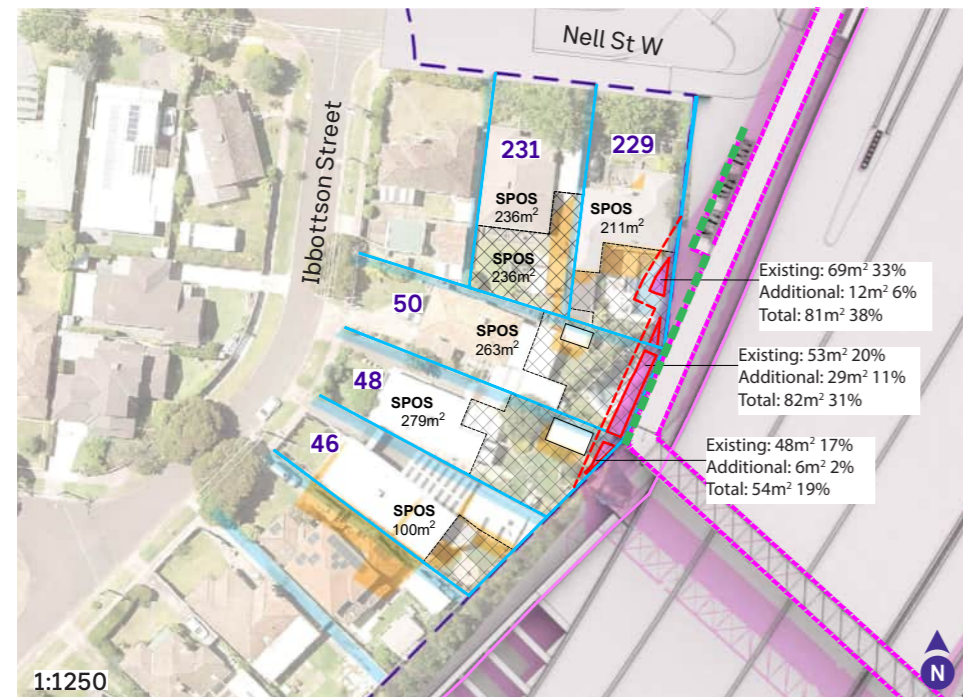 Nell St W
Ibbottson Street
231
229
SPOS
236m²
SPOS
211m²
SPOS
236m²
Existing: 69m² 33%
Additional: 12m² 6%
Total: 81m² 38%
50
SPOS
263m²
Existing: 53m² 20%
Additional: 29m² 11%
Total: 82m² 31%
48
SPOS
279m²
46
Existing: 48m² 17%
Additional: 6m² 2%
Total: 54m² 19%
SPOS
100m²
1:1250
N